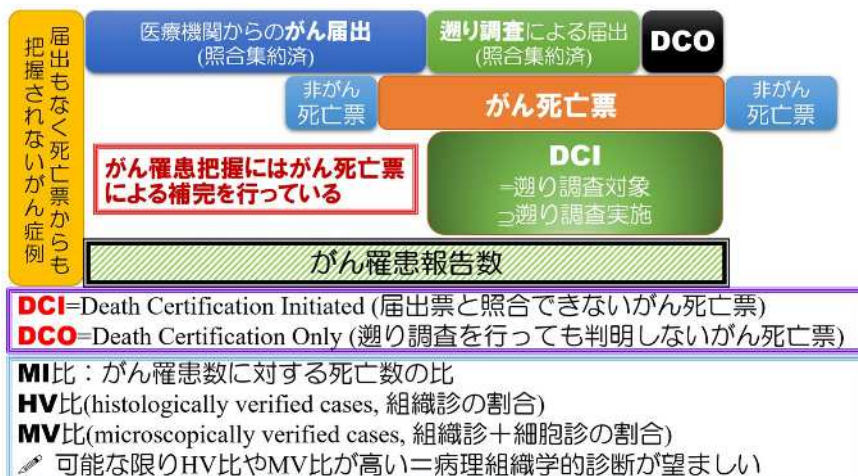 届出もなく死亡票からも
把握されないがん症例
医療機関からのがん届出
(照合集約済)
遡り調査による届出
(照合集約済)
DCO
非がん
死亡票
がん死亡票
非がん
死亡票
がん罹患把握にはがん死亡票
による補完を行っている
DCI
=遡り調査対象
⊇遡り調査実施
がん罹患報告数
DCI=Death Certification Initiated (届出票と照合できないがん死亡票)
DCO=Death Certification Only (遡り調査を行っても判明しないがん死亡票)
MI比：がん罹患数に対する死亡数の比
HV比(histologically verified cases, 組織診の割合)
MV比(microscopically verified cases, 組織診＋細胞診の割合)
可能な限りHV比やMV比が高い＝病理組織学的診断が望ましい